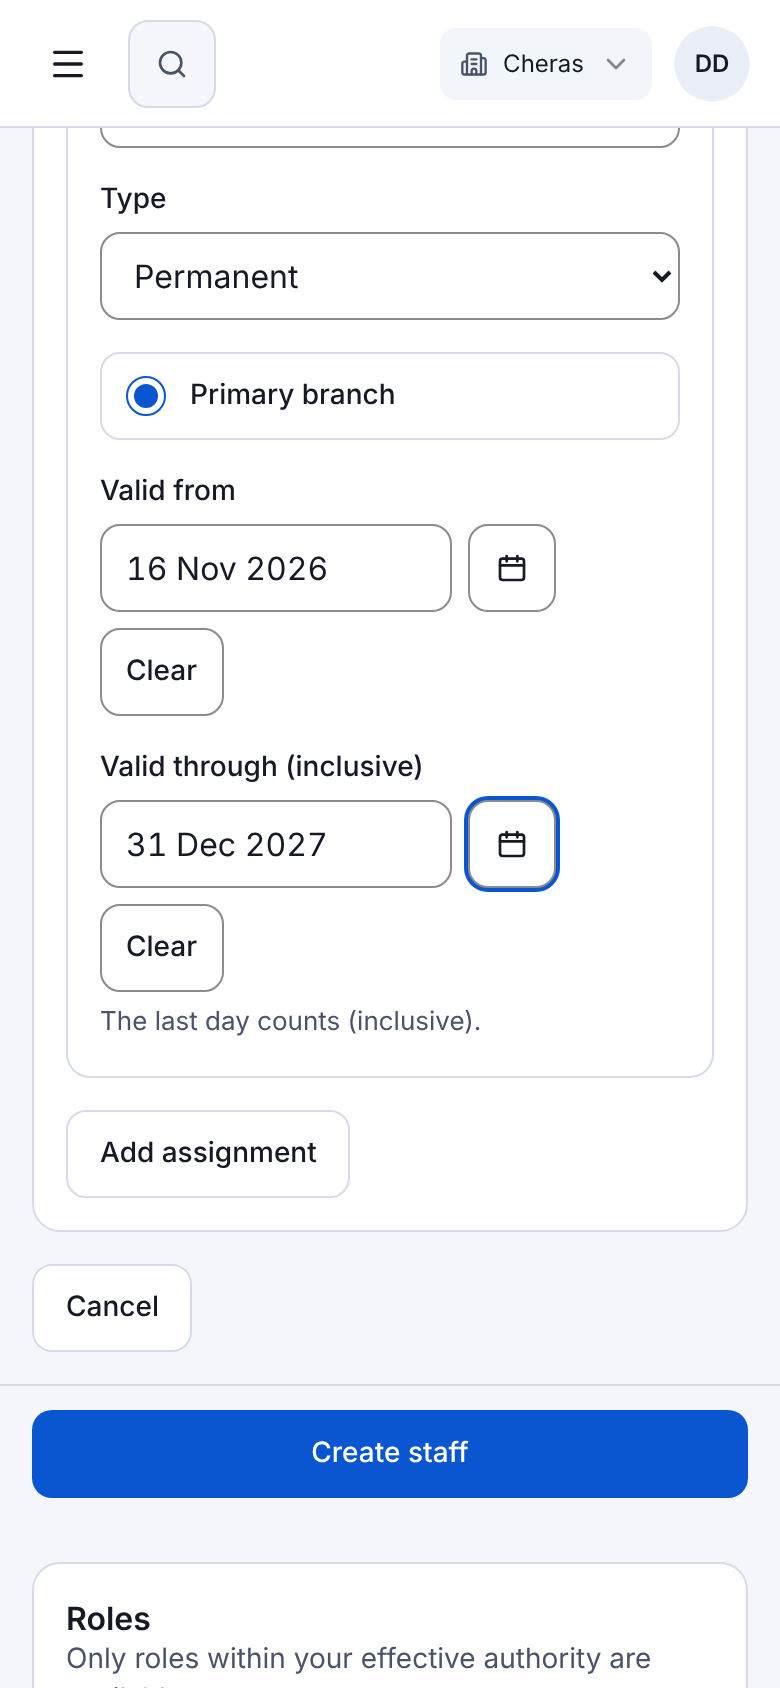 Cheras
DD
Type
Permanent
Primary branch
Valid from
16 Nov 2026
Clear
Valid through (inclusive)
31 Dec 2027
Clear
The last day counts (inclusive).
Add assignment
Cancel
Create staff
Roles
Only roles within your effective authority are